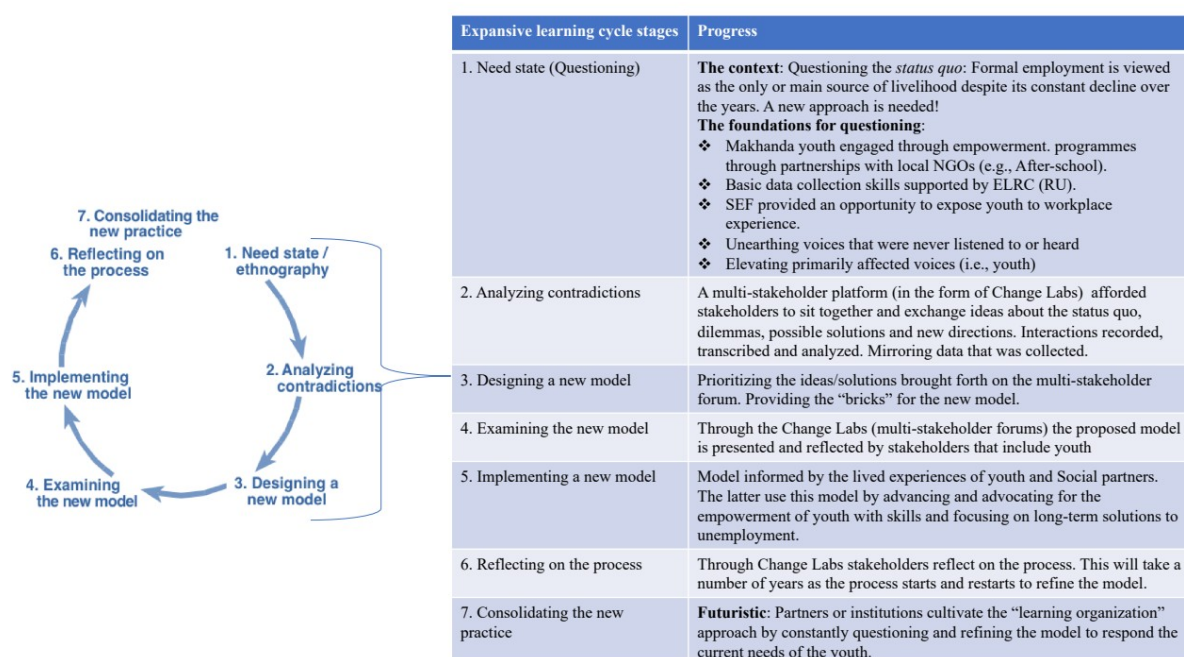 7. Consolidating the
new practice
6. Reflecting on
the process
1. Need state /
ethnography
2. Analyzing
contradictions
3. Designing a
new model
4. Examining
the new model
5. Implementing
the new model
Expansive learning cycle stages
Progress
1. Need state (Questioning)
The context: Questioning the status quo: Formal employment is viewed
as the only or main source of livelihood despite its constant decline over
the years. A new approach is needed!
The foundations for questioning:
❖ Makhanda youth engaged through empowerment. programmes
through partnerships with local NGOs (e.g., After-school).
❖ Basic data collection skills supported by ELRC (RU).
❖ SEF provided an opportunity to expose youth to workplace
experience.
❖ Unearthing voices that were never listened to or heard
❖ Elevating primarily affected voices (i.e., youth)
2. Analyzing contradictions
A multi-stakeholder platform (in the form of Change Labs) afforded
stakeholders to sit together and exchange ideas about the status quo,
dilemmas, possible solutions and new directions. Interactions recorded,
transcribed and analyzed. Mirroring data that was collected.
3. Designing a new model
Prioritizing the ideas/solutions brought forth on the multi-stakeholder
forum. Providing the “bricks” for the new model.
4. Examining the new model
Through the Change Labs (multi-stakeholder forums) the proposed model
is presented and reflected by stakeholders that include youth
5. Implementing a new model
Model informed by the lived experiences of youth and Social partners.
The latter use this model by advancing and advocating for the
empowerment of youth with skills and focusing on long-term solutions to
unemployment.
6. Reflecting on the process
Through Change Labs stakeholders reflect on the process. This will take a
number of years as the process starts and restarts to refine the model.
7. Consolidating the new
practice
Futuristic: Partners or institutions cultivate the “learning organization”
approach by constantly questioning and refining the model to respond the
current needs of the youth.